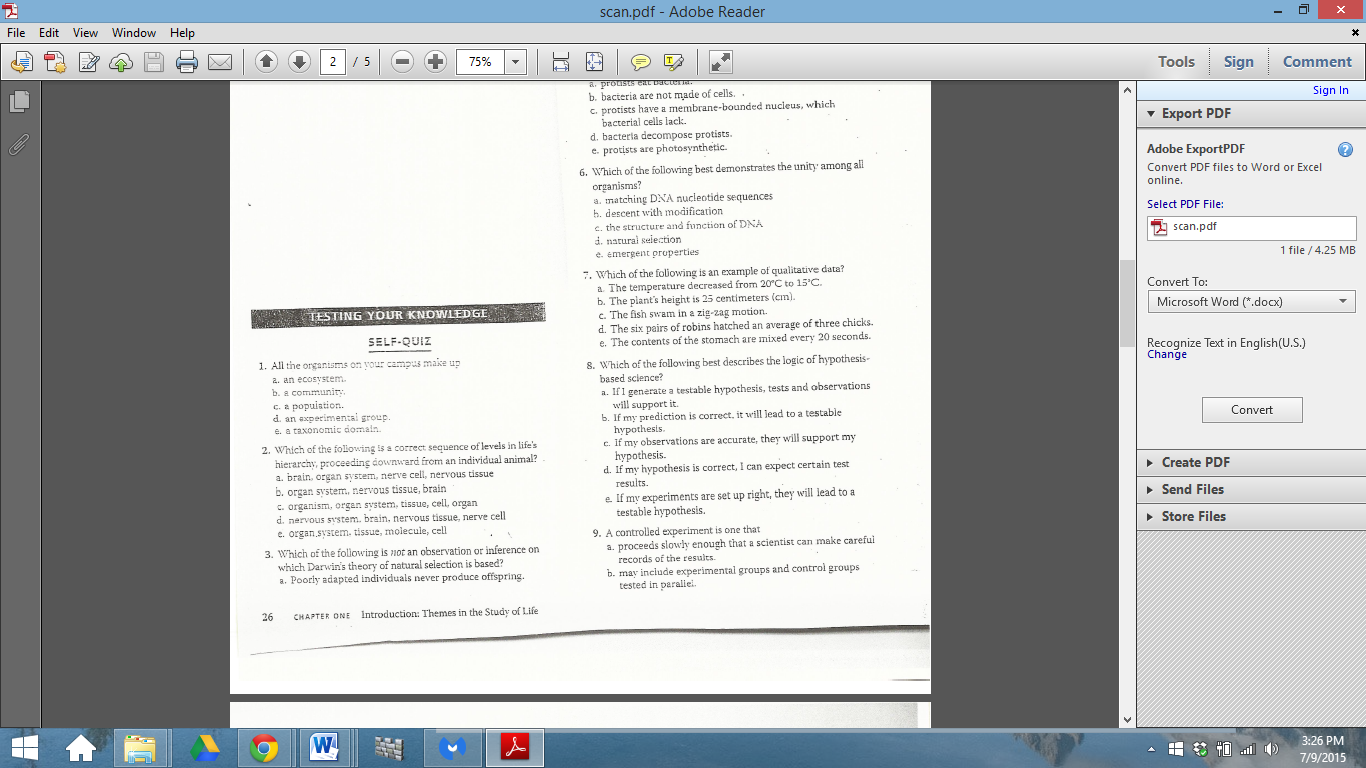 scan.pdf - Adobe Reader
File Edit View Window Help
2 / 5
75%
Tools Sign Comment
Sign In
TESTING YOUR KNOWLEDGE
SELF-QUIZ
1. All the organisms on your campus make up
a. an ecosystem.
b. a community.
c. a population.
d. an experimental group.
e. a taxonomic domain.
2. Which of the following is a correct sequence of levels in life's
hierarchy, proceeding downward from an individual animal?
a. brain, organ system, nerve cell, nervous tissue
b. organ system, nervous tissue, brain
c. organism, organ system, tissue, cell, organ
d. nervous system, brain, nervous tissue, nerve cell
e. organ system, tissue, molecule, cell
3. Which of the following is not an observation or inference on
which Darwin's theory of natural selection is based?
a. Poorly adapted individuals never produce offspring.
26 CHAPTER ONE Introduction: Themes in the Study of Life
a. protists eat bacteria.
b. bacteria are not made of cells.
c. protists have a membrane-bounded nucleus, which
bacterial cells lack.
d. bacteria decompose protists.
e. protists are photosynthetic.
6. Which of the following best demonstrates the unity among all
organisms?
a. matching DNA nucleotide sequences
b. descent with modification
c. the structure and function of DNA
d. natural selection
e. emergent properties
7. Which of the following is an example of qualitative data?
a. The temperature decreased from 20°C to 15°C.
b. The plant's height is 25 centimeters (cm).
c. The fish swam in a zig-zag motion.
d. The six pairs of robins hatched an average of three chicks.
e. The contents of the stomach are mixed every 20 seconds.
8. Which of the following best describes the logic of hypothesis-
based science?
a. If I generate a testable hypothesis, tests and observations
will support it.
b. If my prediction is correct, it will lead to a testable
hypothesis.
c. If my observations are accurate, they will support my
hypothesis.
d. If my hypothesis is correct, I can expect certain test
results.
e. If my experiments are set up right, they will lead to a
testable hypothesis.
9. A controlled experiment is one that
a. proceeds slowly enough that a scientist can make careful
records of the results.
b. may include experimental groups and control groups
tested in parallel.
Export PDF
Adobe ExportPDF
Convert PDF files to Word or Excel
online.
Select PDF File:
scan.pdf
1 file / 4.25 MB
Convert To:
Microsoft Word (*.docx)
Recognize Text in English(U.S.)
Change
Convert
Create PDF
Send Files
Store Files
3:26 PM
7/9/2015